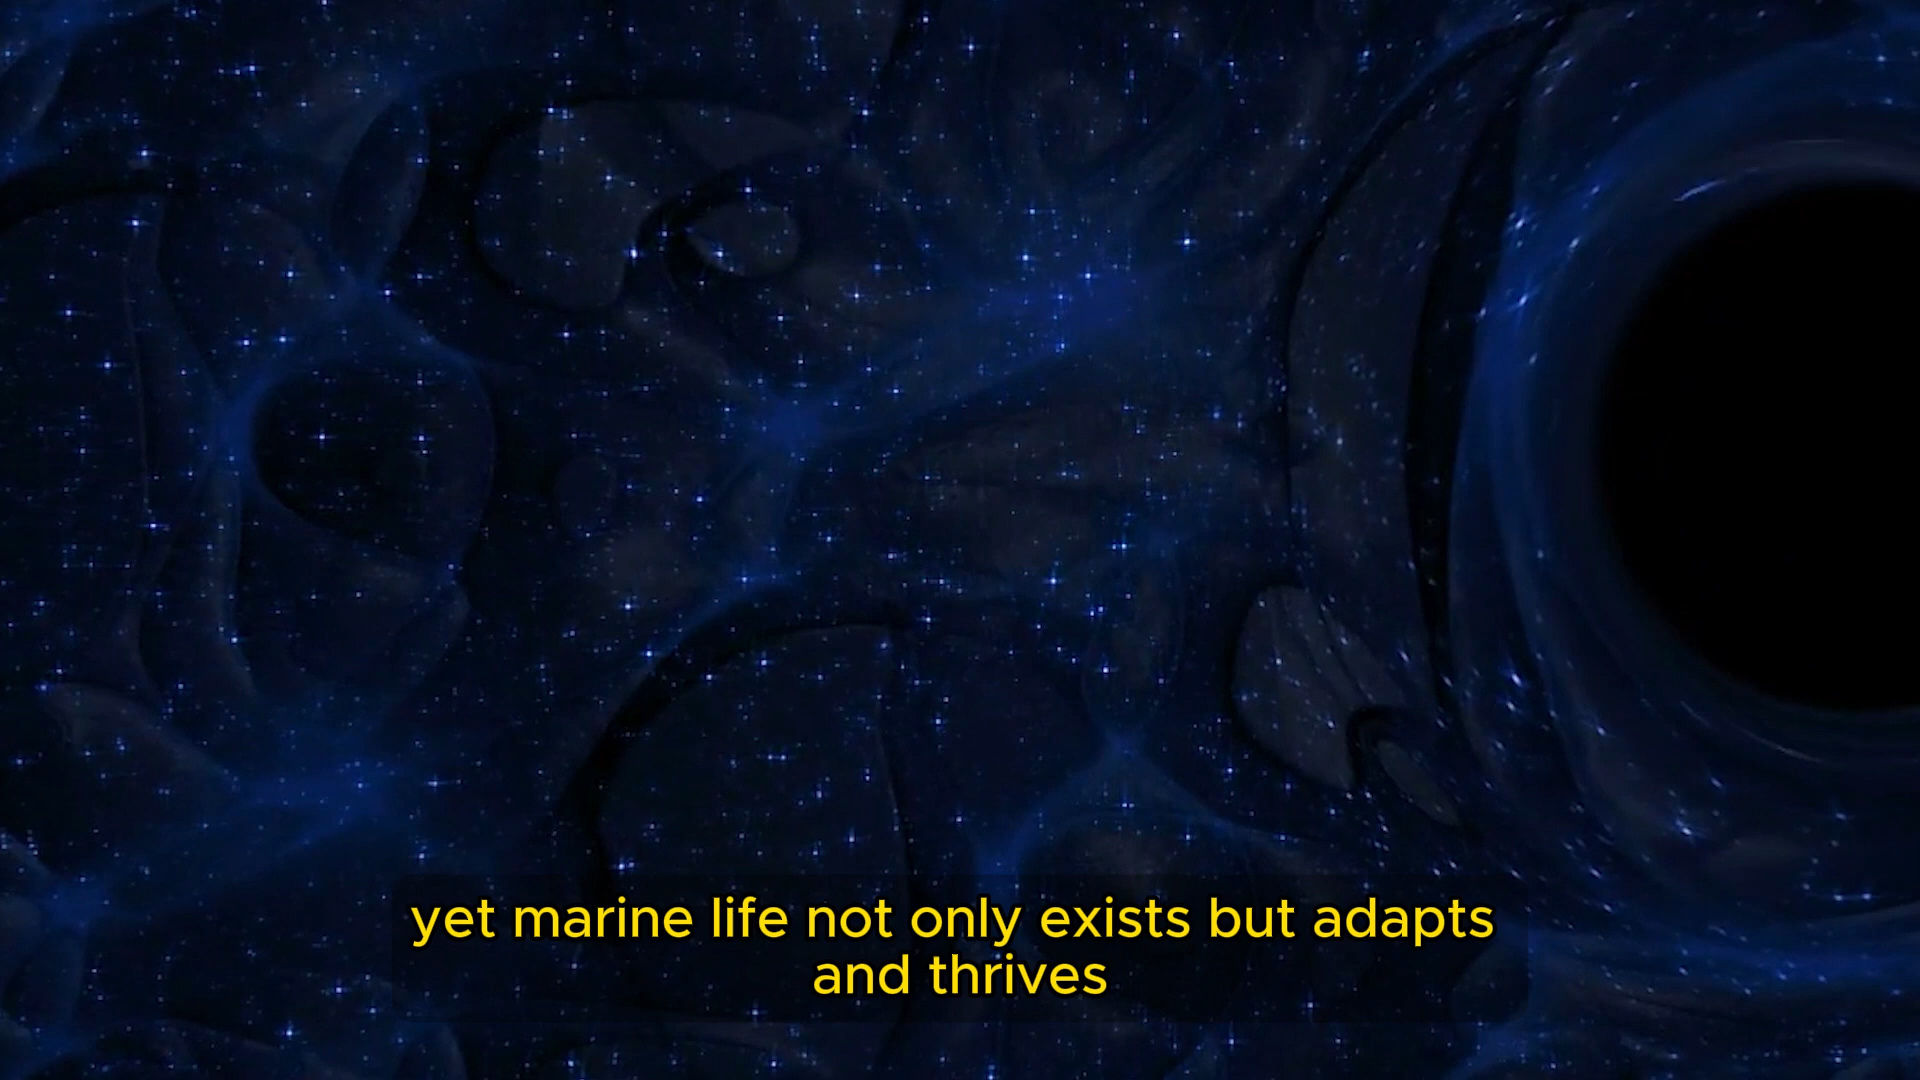 yet marine life not only exists but adapts
and thrives